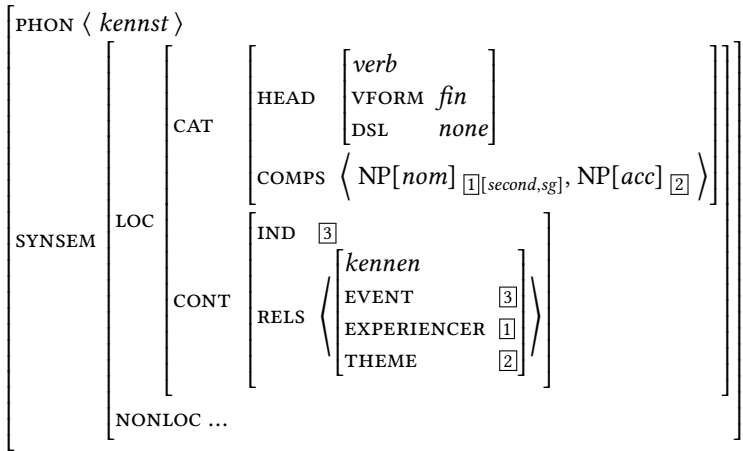 PHON ⟨ kennst ⟩
verb
HEAD VFORM fin
DSL none
CAT
COMPS ⟨ NP[nom] 1[second,sg], NP[acc] 2 ⟩
LOC
SYNSEM
IND 3
kennen
EVENT 3
CONT RELS ⟨ ⟩
EXPERIENCER 1
THEME 2
NONLOC ...